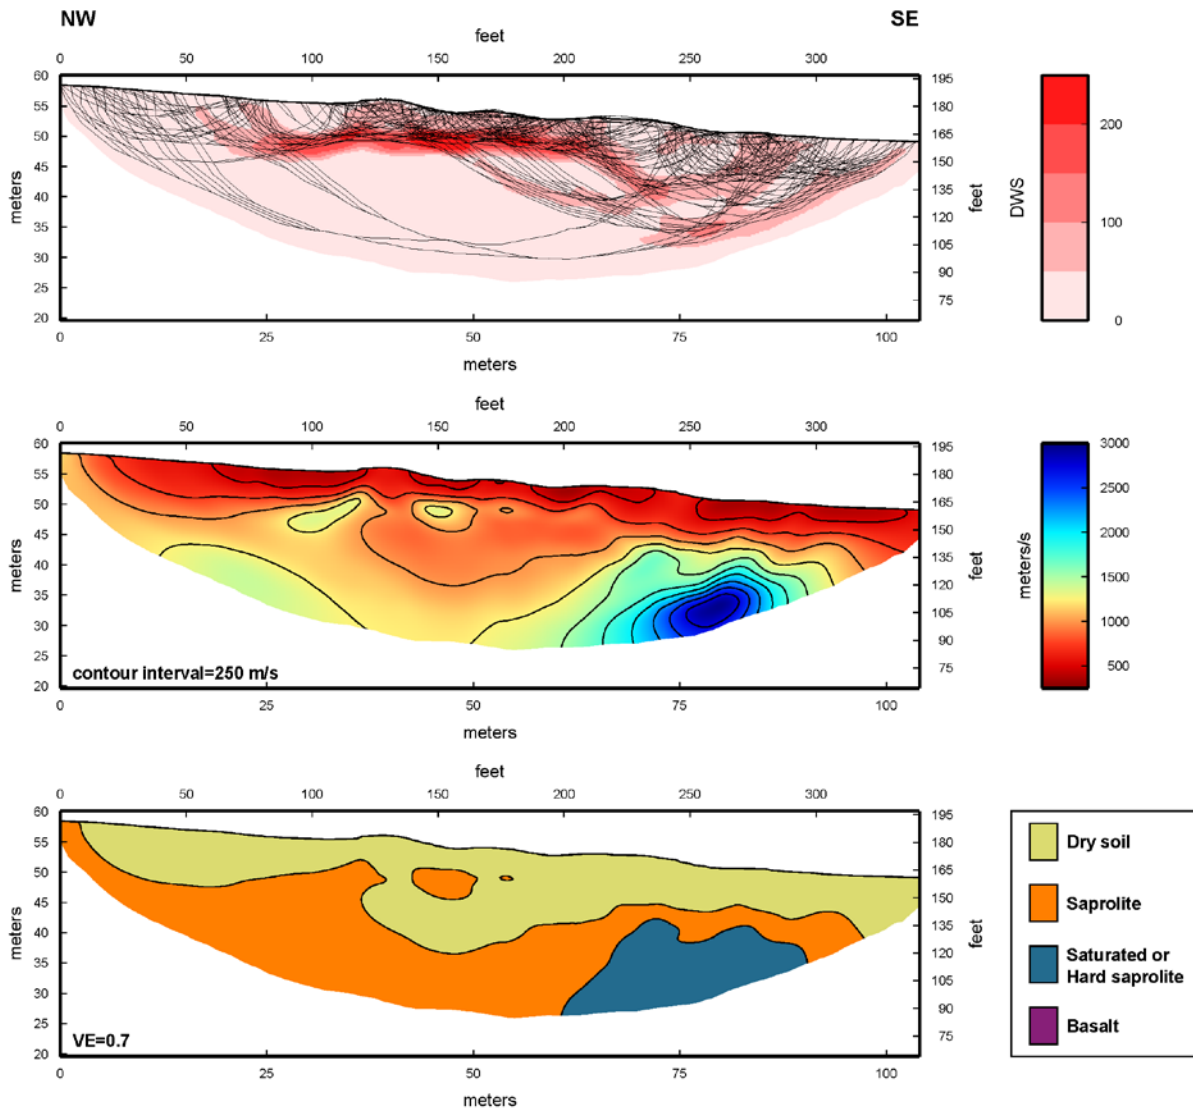 NW SE
feet
0 50 100 150 200 250 300
60 195
55 180
50 165
45 150
40 135
35 120
30 105
25 90
20 75
meters
feet
0 25 50 75 100
meters
DWS
200
100
0
feet
0 50 100 150 200 250 300
60 195
55 180
50 165
45 150
40 135
35 120
30 105
25 90
20 75
meters
feet
contour interval=250 m/s
0 25 50 75 100
meters
meters/s
3000
2500
2000
1500
1000
500
feet
0 50 100 150 200 250 300
60 195
55 180
50 165
45 150
40 135
35 120
30 105
25 90
20 75
meters
feet
VE=0.7
0 25 50 75 100
meters
Dry soil
Saprolite
Saturated or
Hard saprolite
Basalt